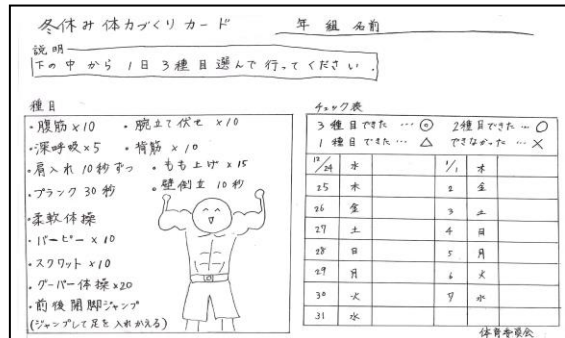 冬休み体力づくりカード 年 組 名前
説明
下の中から1日3種目選んで行ってください.
種目
・腹筋×10 ・腕立て伏せ×10
・深呼吸×5 ・背筋×10
・肩入れ10秒ずつ ・もも上げ×15
・プランク30秒 ・壁倒立10秒
・柔軟体操
・バーピー×10
・スクワット×10
・グーパー体操×20
・前後開脚ジャンプ
(ジャンプして足を入れかえる)
チェック表
3種目できた…◎ 2種目できた…○
1種目できた…△ できなかった…×
12/24 水 1/1 木
25 木 2 金
26 金 3 土
27 土 4 日
28 日 5 月
29 月 6 火
30 火 7 水
31 水
体育委員会